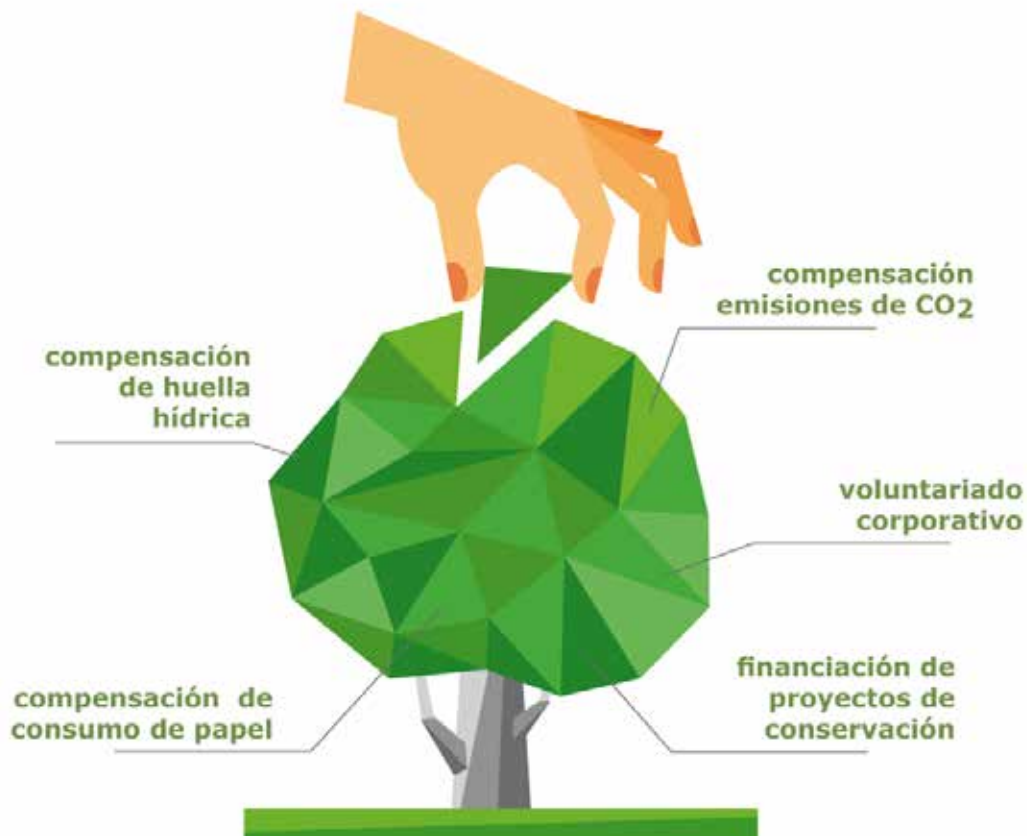 compensación
emisiones de CO2
compensación
de huella
hídrica
voluntariado
corporativo
financiación de
proyectos de
conservación
compensación de
consumo de papel